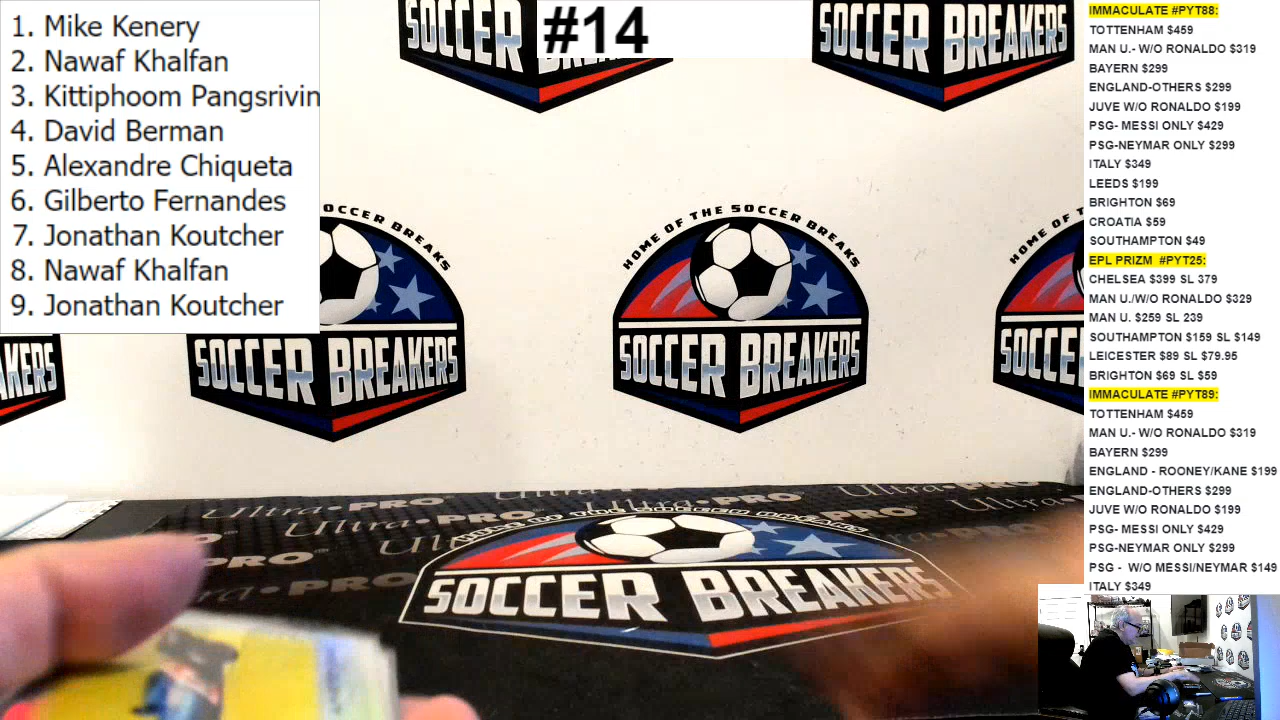 1. Mike Kenery
2. Nawaf Khalfan
3. Kittiphoom Pangsrivin
4. David Berman
5. Alexandre Chiqueta
6. Gilberto Fernandes
7. Jonathan Koutcher
8. Nawaf Khalfan
9. Jonathan Koutcher
#14
SOCCER BREAKERS
SOCCER BREAKERS
OCCER BREAKS
SOCCER BREAKERS
HOME OF THE SOCCER BREAKS
SOCCER BREAKERS
HOME OF T
SOCCE
AKERS
Ultra•PRO
Ultra•PRO
SOCCER BREAKERS
IMMACULATE #PYT88:
TOTTENHAM $459
MAN U.- W/O RONALDO $319
BAYERN $299
ENGLAND-OTHERS $299
JUVE W/O RONALDO $199
PSG- MESSI ONLY $429
PSG-NEYMAR ONLY $299
ITALY $349
LEEDS $199
BRIGHTON $69
CROATIA $59
SOUTHAMPTON $49
EPL PRIZM #PYT25:
CHELSEA $399 SL 379
MAN U./W/O RONALDO $329
MAN U. $259 SL 239
SOUTHAMPTON $159 SL $149
LEICESTER $89 SL $79.95
BRIGHTON $69 SL $59
IMMACULATE #PYT89:
TOTTENHAM $459
MAN U.- W/O RONALDO $319
BAYERN $299
ENGLAND - ROONEY/KANE $199
ENGLAND-OTHERS $299
JUVE W/O RONALDO $199
PSG- MESSI ONLY $429
PSG-NEYMAR ONLY $299
PSG - W/O MESSI/NEYMAR $149
ITALY $349